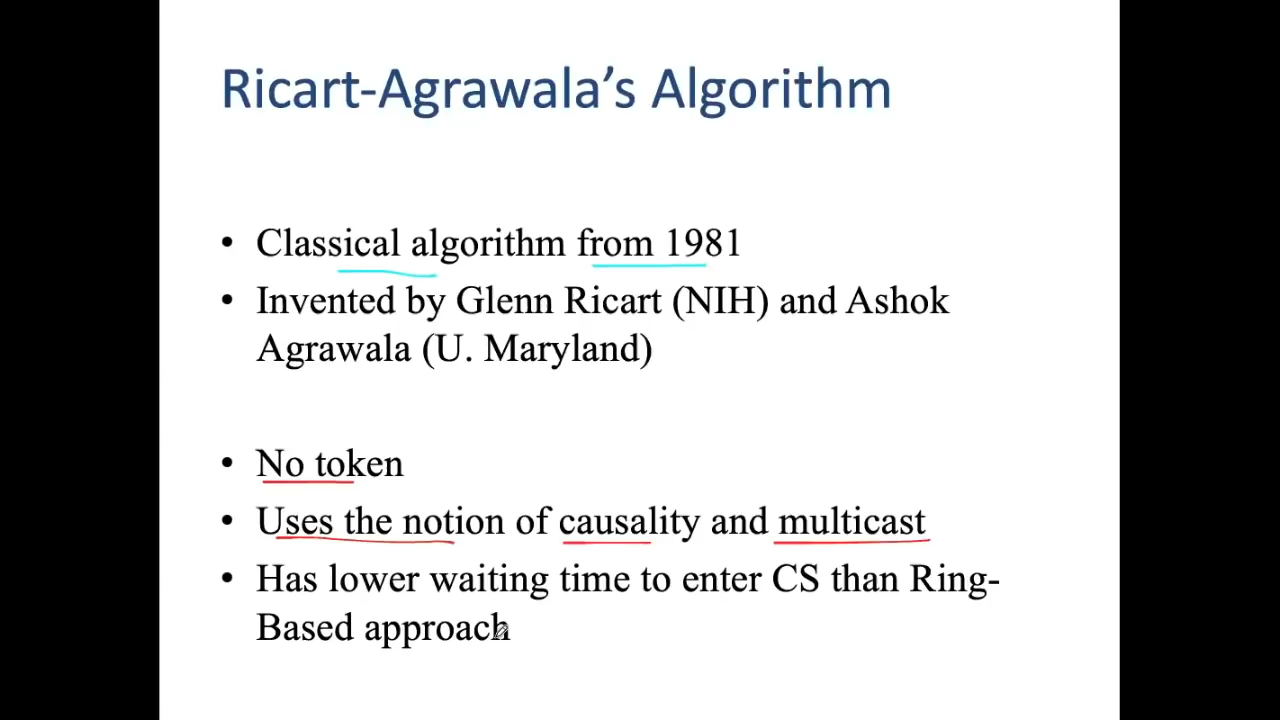 Ricart-Agrawala’s Algorithm
• Classical algorithm from 1981
• Invented by Glenn Ricart (NIH) and Ashok
Agrawala (U. Maryland)
• No token
• Uses the notion of causality and multicast
• Has lower waiting time to enter CS than Ring-
Based approach